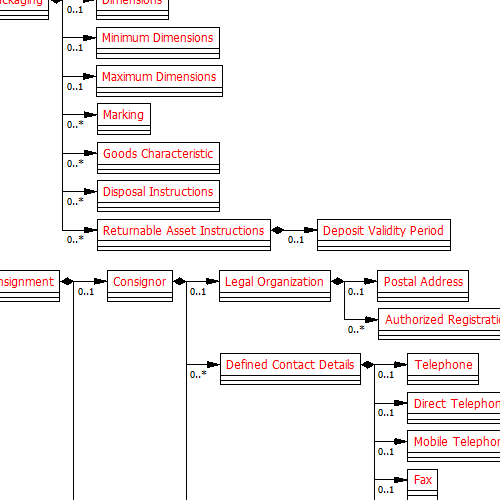 ckaging
Dimensions
0..1
Minimum Dimensions
0..1
Maximum Dimensions
0..1
Marking
0..*
Goods Characteristic
0..*
Disposal Instructions
0..*
Returnable Asset Instructions
Deposit Validity Period
0..*
0..1
nsignment
Consignor
Legal Organization
Postal Address
0..1
0..1
0..1
Authorized Registratio
0..*
Defined Contact Details
Telephone
0..*
0..1
Direct Telephon
0..1
Mobile Telephon
0..1
Fax
0..1